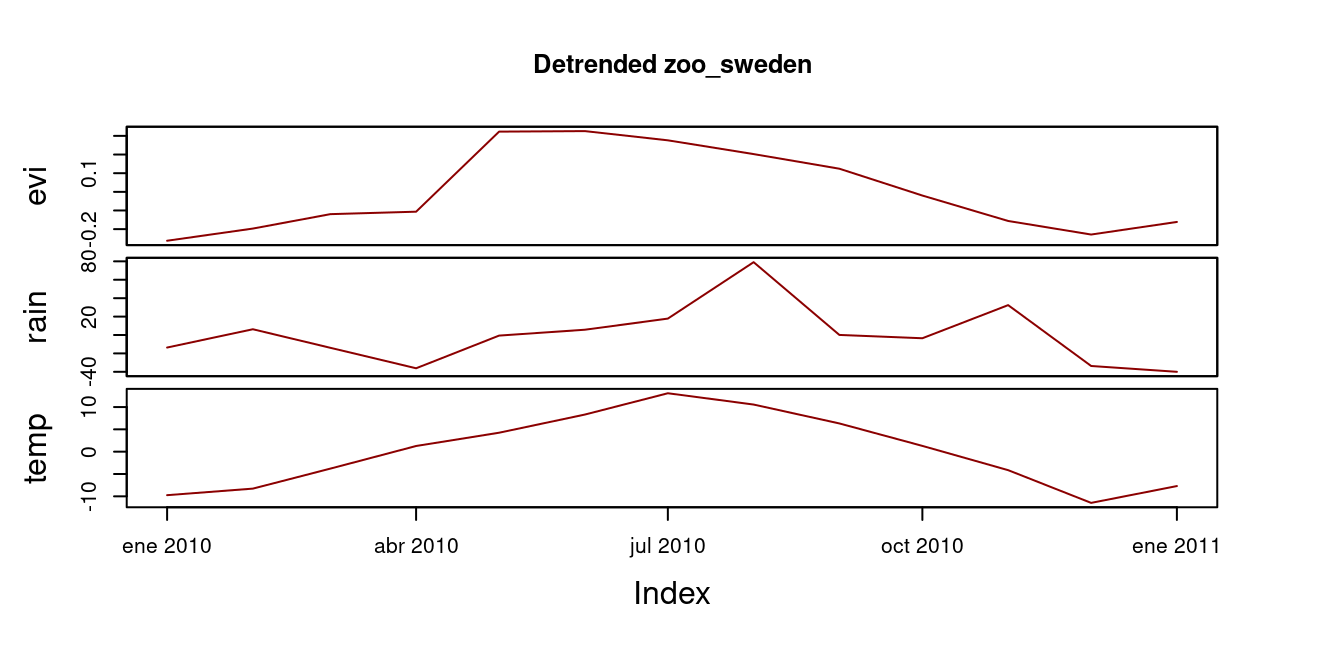 Detrended zoo_sweden
evi
0.1
-0.2
rain
80
20
-40
temp
10
0
-10
ene 2010 abr 2010 jul 2010 oct 2010 ene 2011
Index